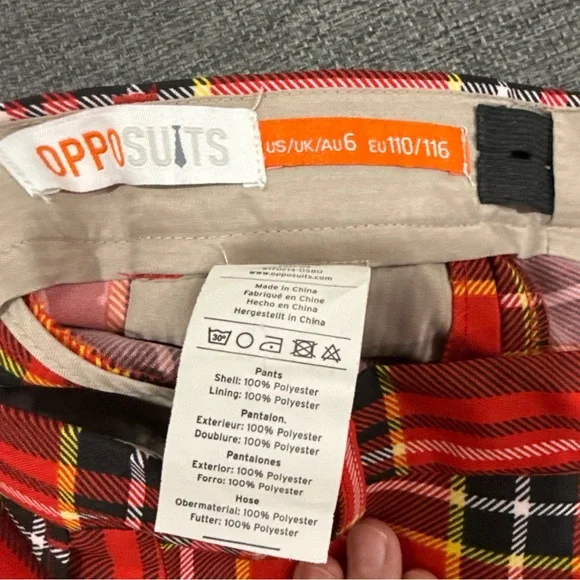 OPPOSUITS
US/UK/AU6 EU110/116
www.opposuits.com
Made in China
Fabriqué en Chine
Hecho en China
Hergestellt in China
30°
Pants
Shell: 100% Polyester
Lining: 100% Polyester
Pantalon.
Exterieur: 100% Polyester
Doublure: 100% Polyester
Pantalones
Exterior: 100% Polyester
Forro: 100% Polyester
Hose
Obermaterial: 100% Polyester
Futter: 100% Polyester